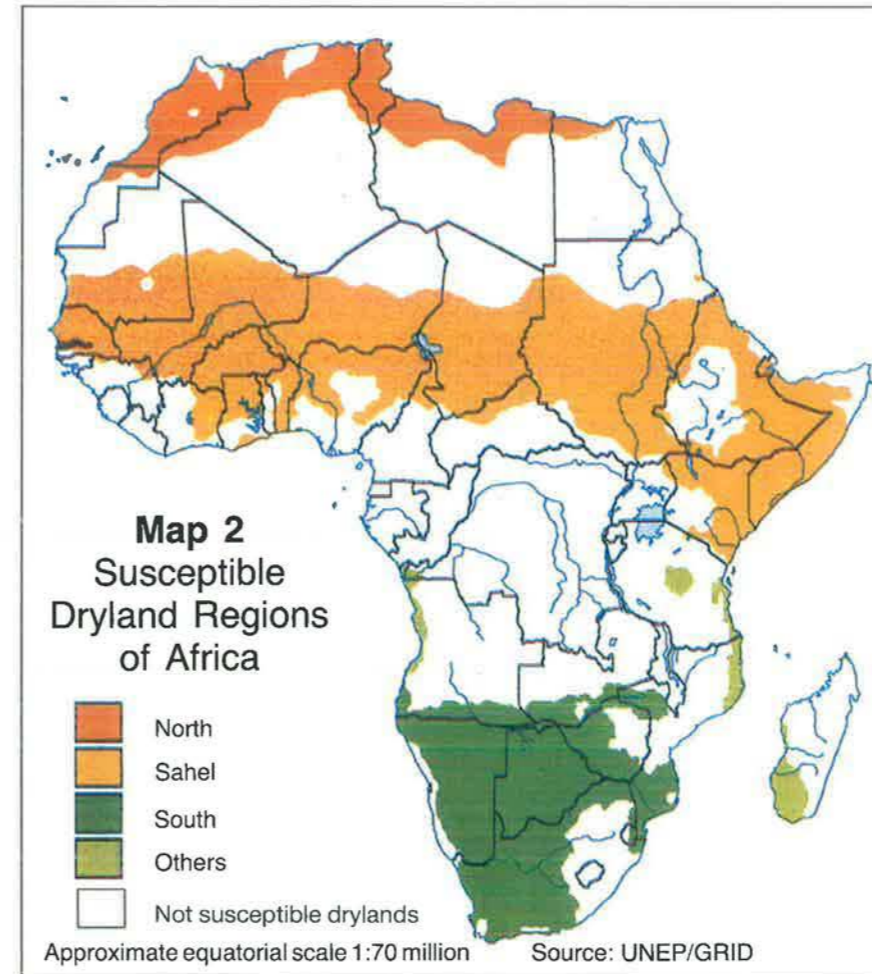 Map 2
Susceptible
Dryland Regions
of Africa
North
Sahel
South
Others
Not susceptible drylands
Approximate equatorial scale 1:70 million Source: UNEP/GRID